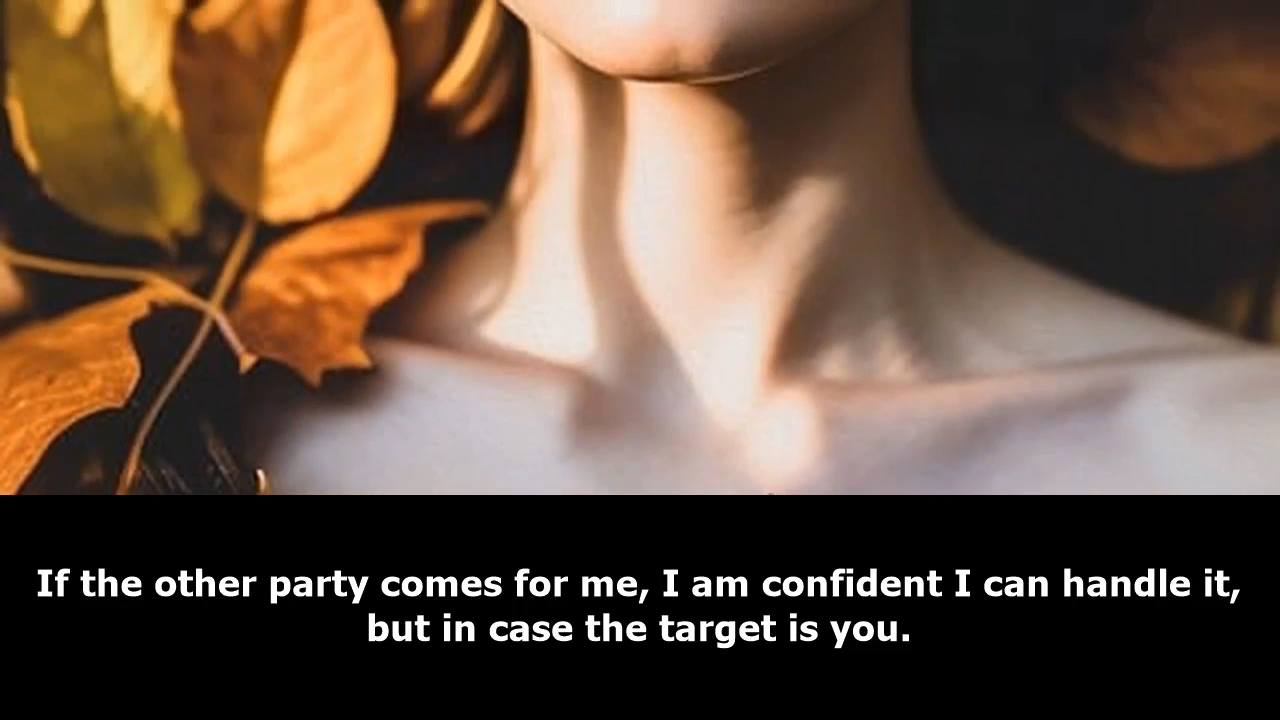 If the other party comes for me, I am confident I can handle it,
but in case the target is you.